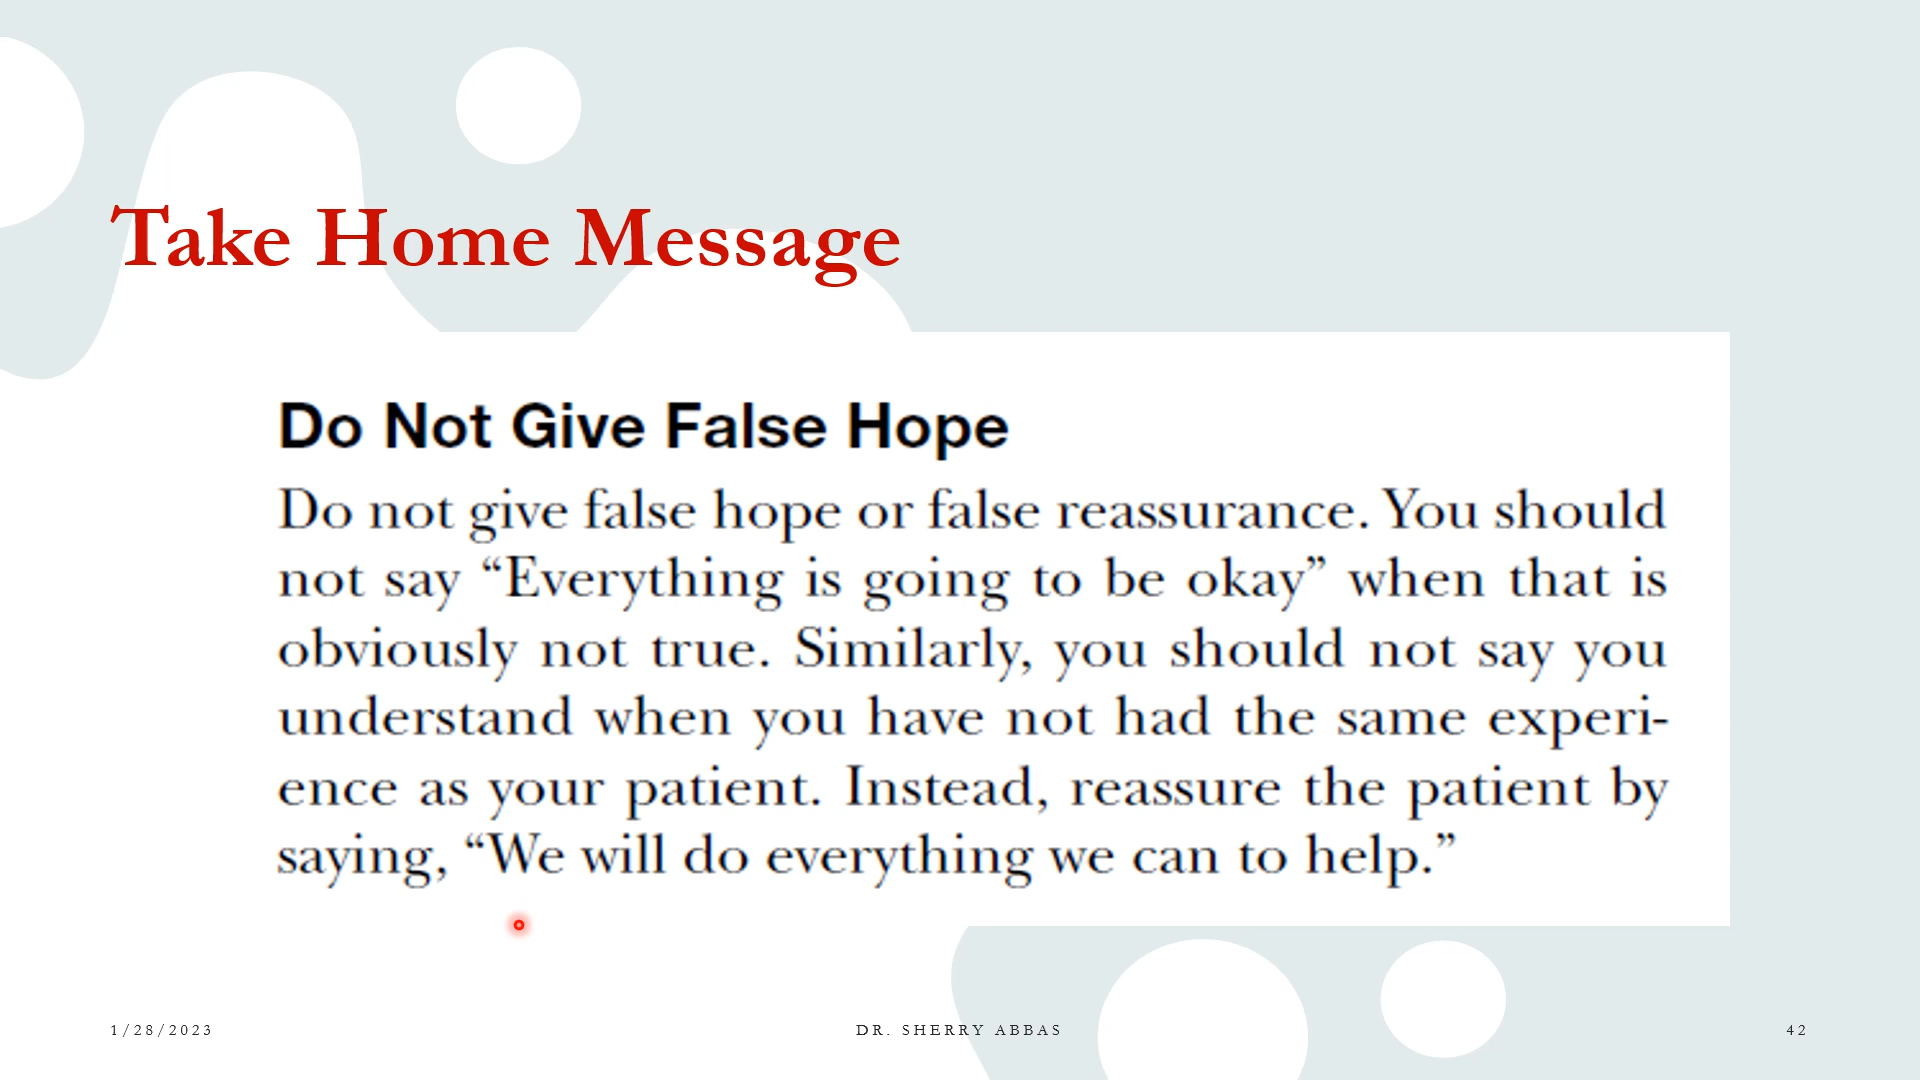 Take Home Message
Do Not Give False Hope
Do not give false hope or false reassurance. You should
not say “Everything is going to be okay” when that is
obviously not true. Similarly, you should not say you
understand when you have not had the same experi-
ence as your patient. Instead, reassure the patient by
saying, “We will do everything we can to help.”
1/28/2023
DR. SHERRY ABBAS
42